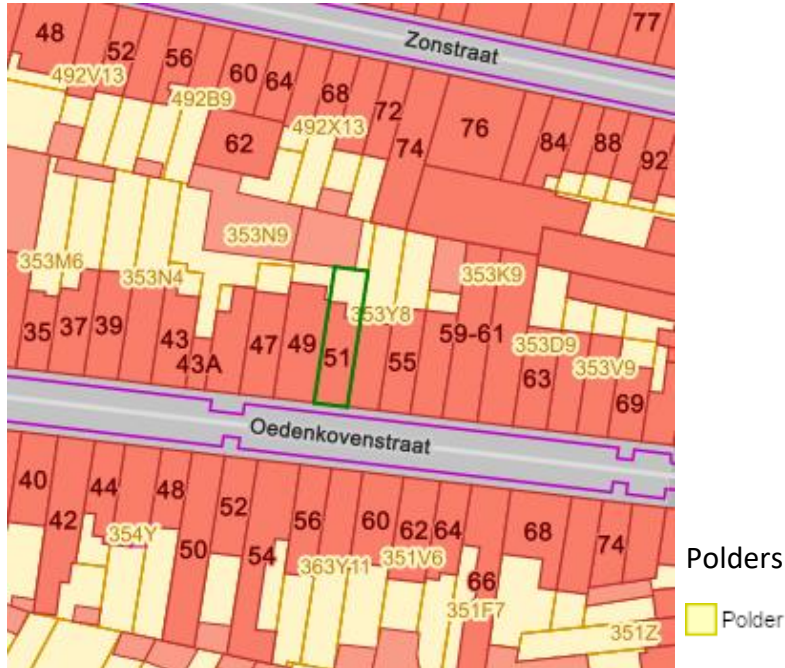 77
48
Zonstraat
52
56
60
64
492V13
492B9
68
72
76
492X13
62
74
84
88
92
353N9
353M6
353N4
353K9
353Y8
35
37
39
43
43A
47
49
51
55
59-61
353D9
353V9
63
69
Oedenkovenstraat
40
44
48
52
42
56
60
62
64
68
74
354Y
50
54
363Y11
351V6
66
351F7
351Z
Polders
Polder